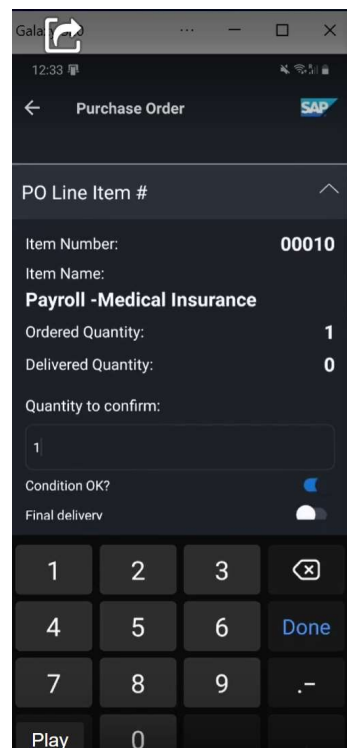 12:33
Purchase Order
SAP
PO Line Item #
Item Number: 00010
Item Name:
Payroll -Medical Insurance
Ordered Quantity: 1
Delivered Quantity: 0
Quantity to confirm:
1
Condition OK?
Final delivery
1 2 3
4 5 6 Done
7 8 9 .-
Play 0